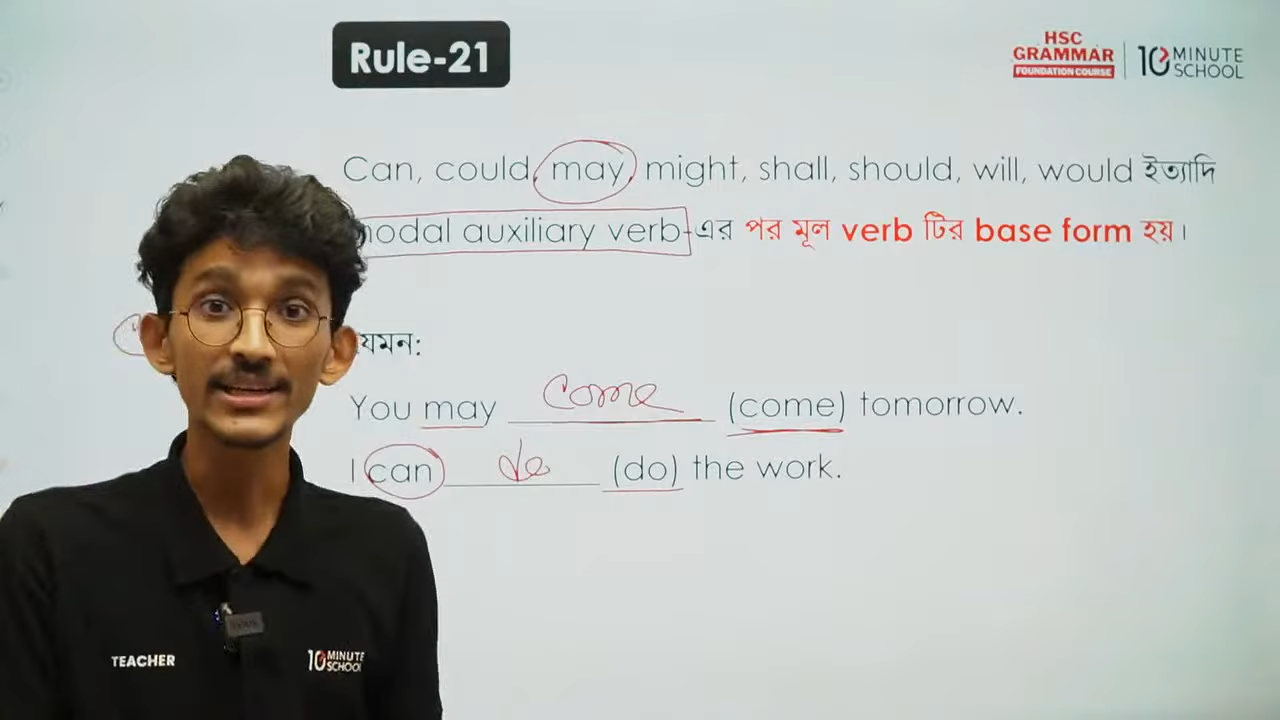 Rule-21
HSC
GRAMMAR
FOUNDATION COURSE
10 MINUTE
SCHOOL
Can, could, may, might, shall, should, will, would ইত্যাদি
modal auxiliary verb-এর পর মূল verb টির base form হয়।
যেমন:
You may come (come) tomorrow.
I can do (do) the work.
TEACHER
10 MINUTE
SCHOOL